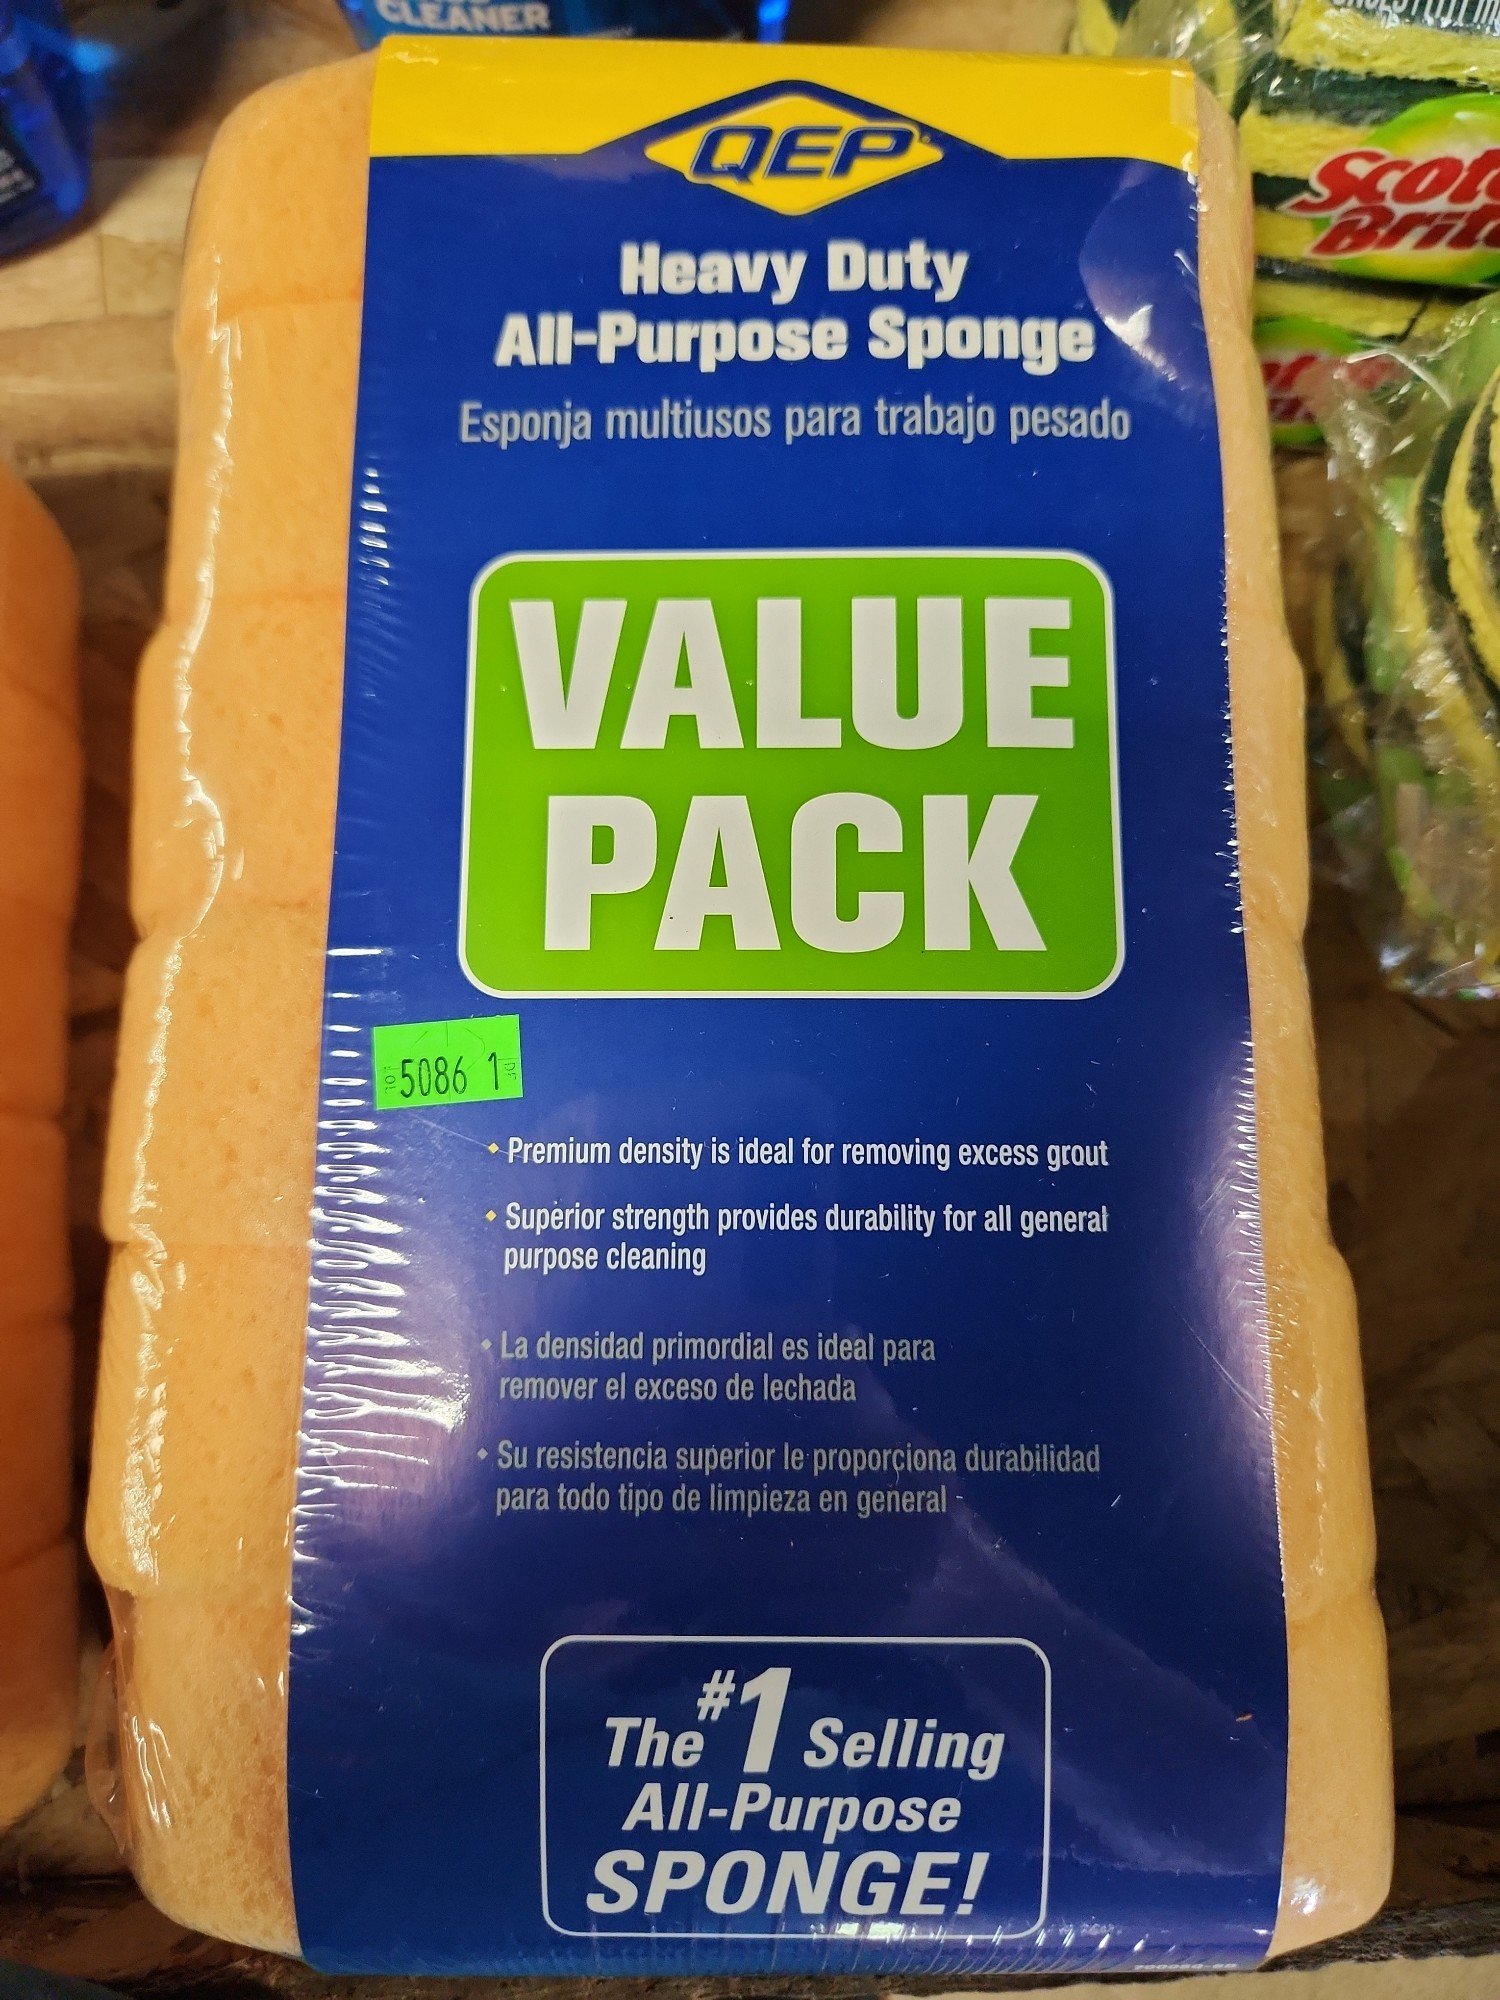 CLEANER
QEP
Scot
Brit
Heavy Duty
All-Purpose Sponge
Esponja multiusos para trabajo pesado
VALUE
PACK
5086 1
• Premium density is ideal for removing excess grout
• Superior strength provides durability for all general
purpose cleaning
• La densidad primordial es ideal para
remover el exceso de lechada
• Su resistencia superior le proporciona durabilidad
para todo tipo de limpieza en general
The #1 Selling
All-Purpose
SPONGE!